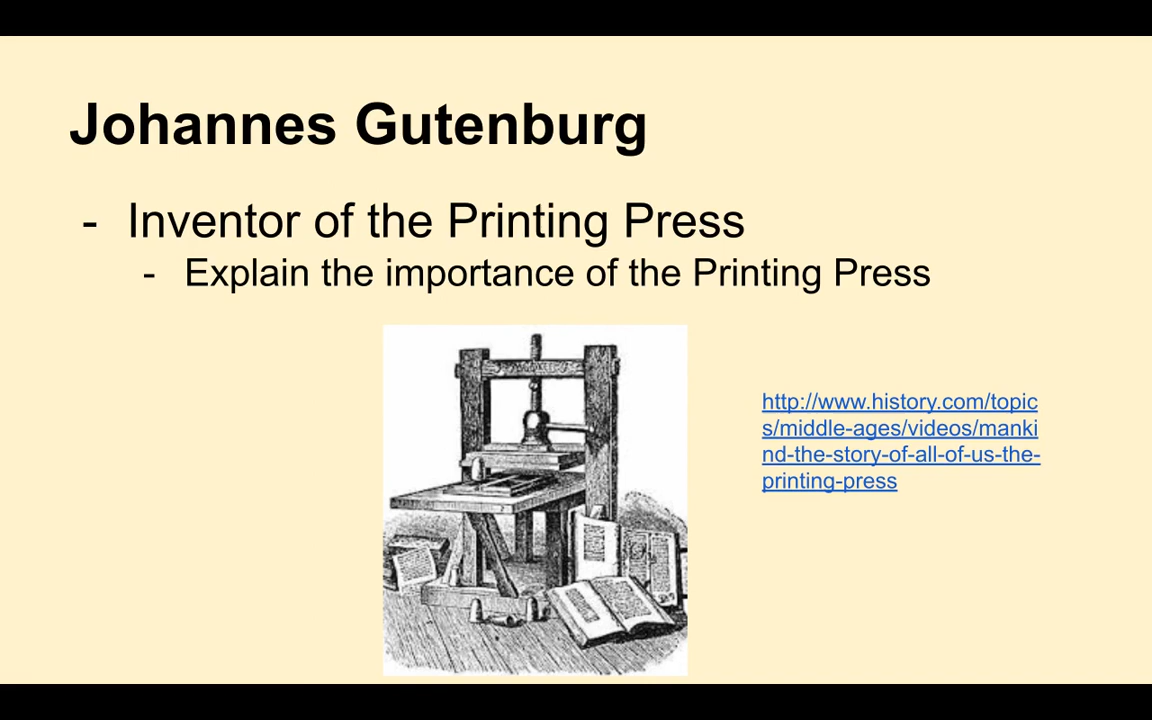 Johannes Gutenburg
- Inventor of the Printing Press
- Explain the importance of the Printing Press
http://www.history.com/topic
s/middle-ages/videos/manki
nd-the-story-of-all-of-us-the-
printing-press